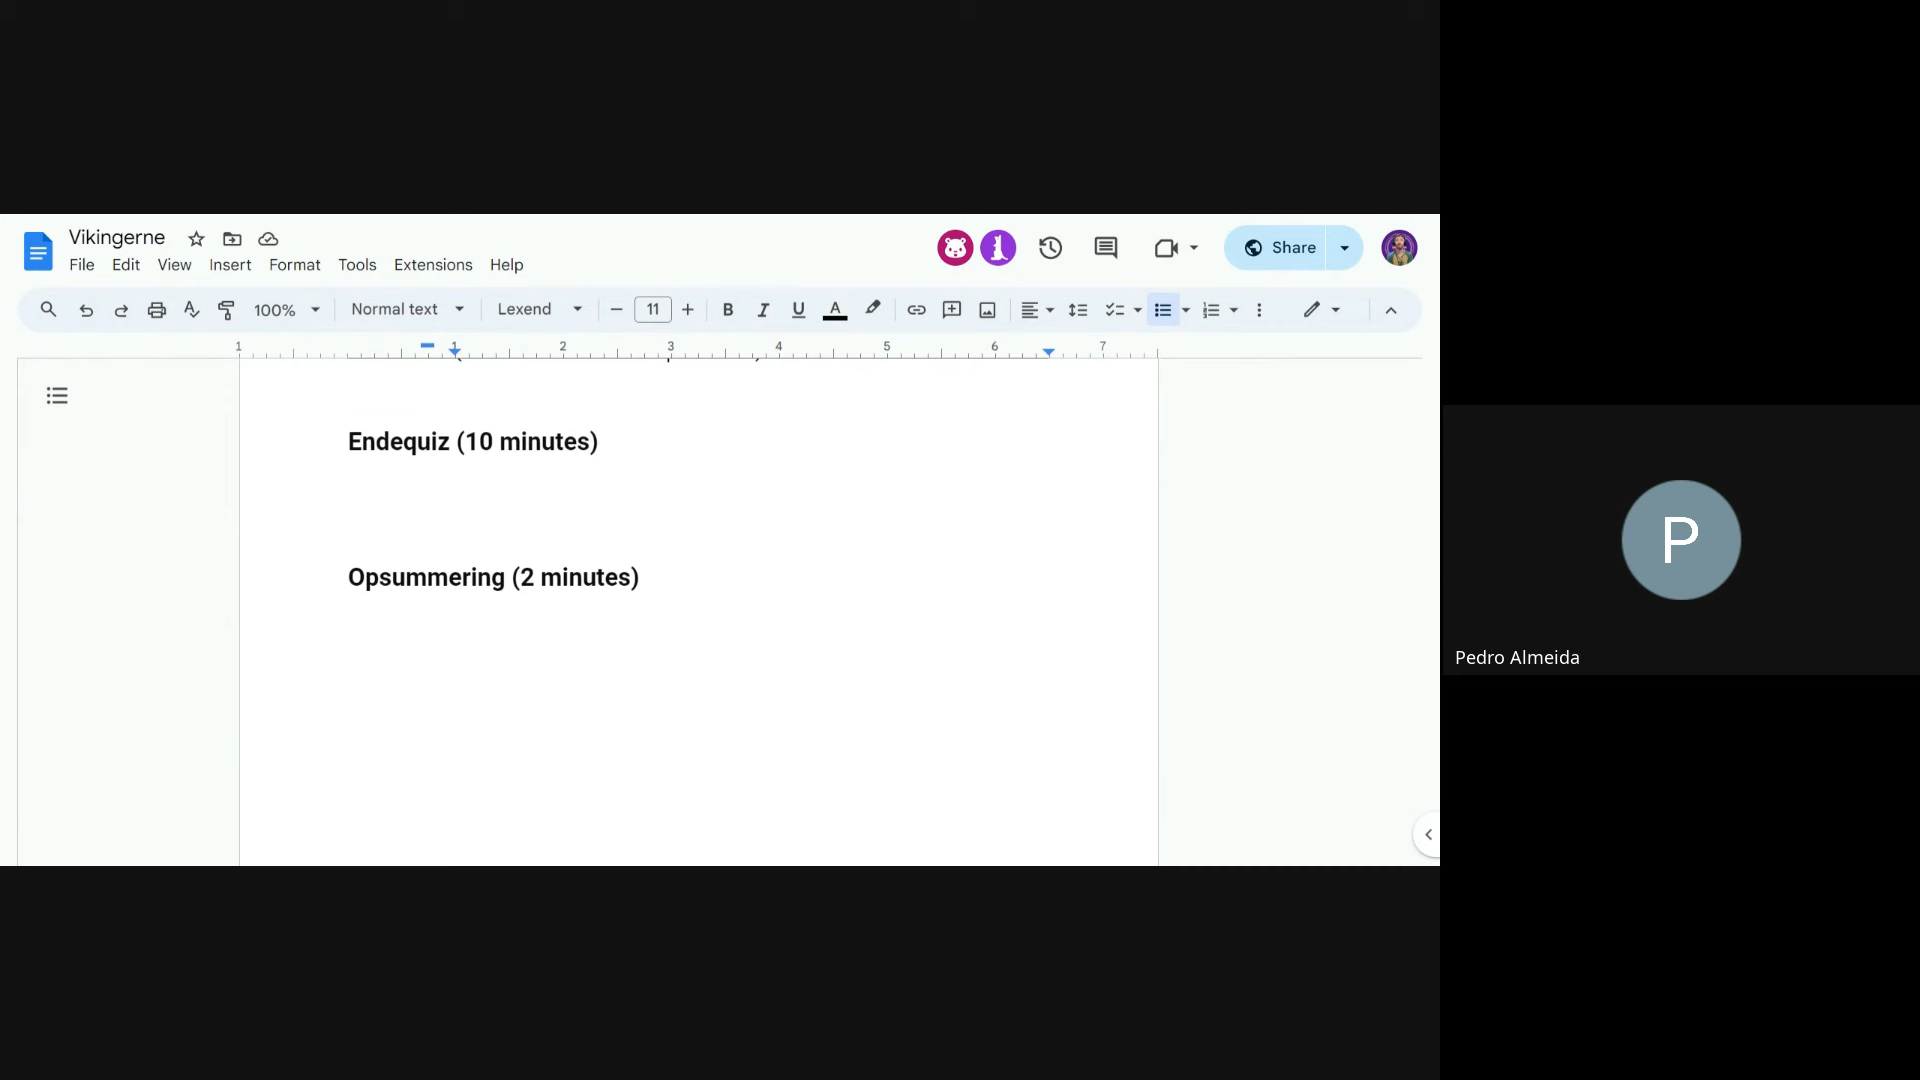 Vikingerne
File Edit View Insert Format Tools Extensions Help
Share
100% Normal text Lexend 11 B I U A
1 1 2 3 4 5 6 7
Endequiz (10 minutes)
Opsummering (2 minutes)
P
Pedro Almeida